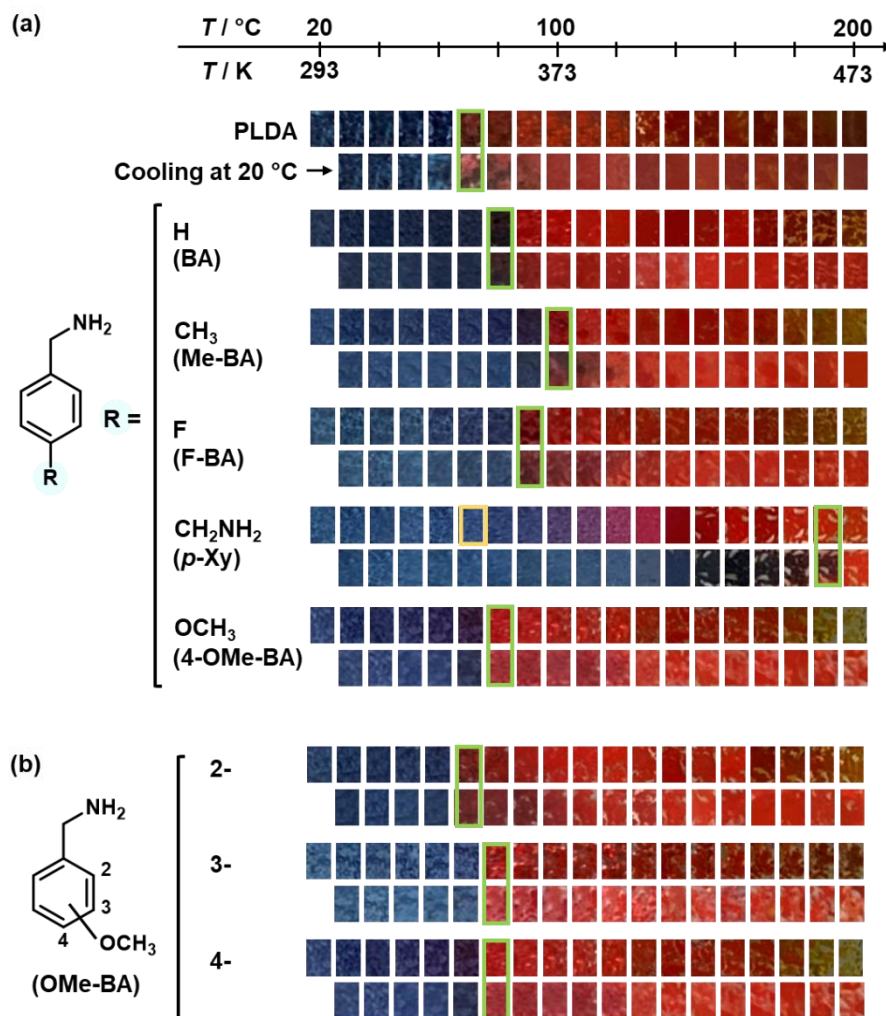 (a)
T / °C 20 100 200
T / K 293 373 473
PLDA
Cooling at 20 °C →
H
(BA)
CH₃
(Me-BA)
NH₂
R =
R
F
(F-BA)
CH₂NH₂
(p-Xy)
OCH₃
(4-OMe-BA)
(b)
2-
NH₂
2
3
4
OCH₃
(OMe-BA)
3-
4-